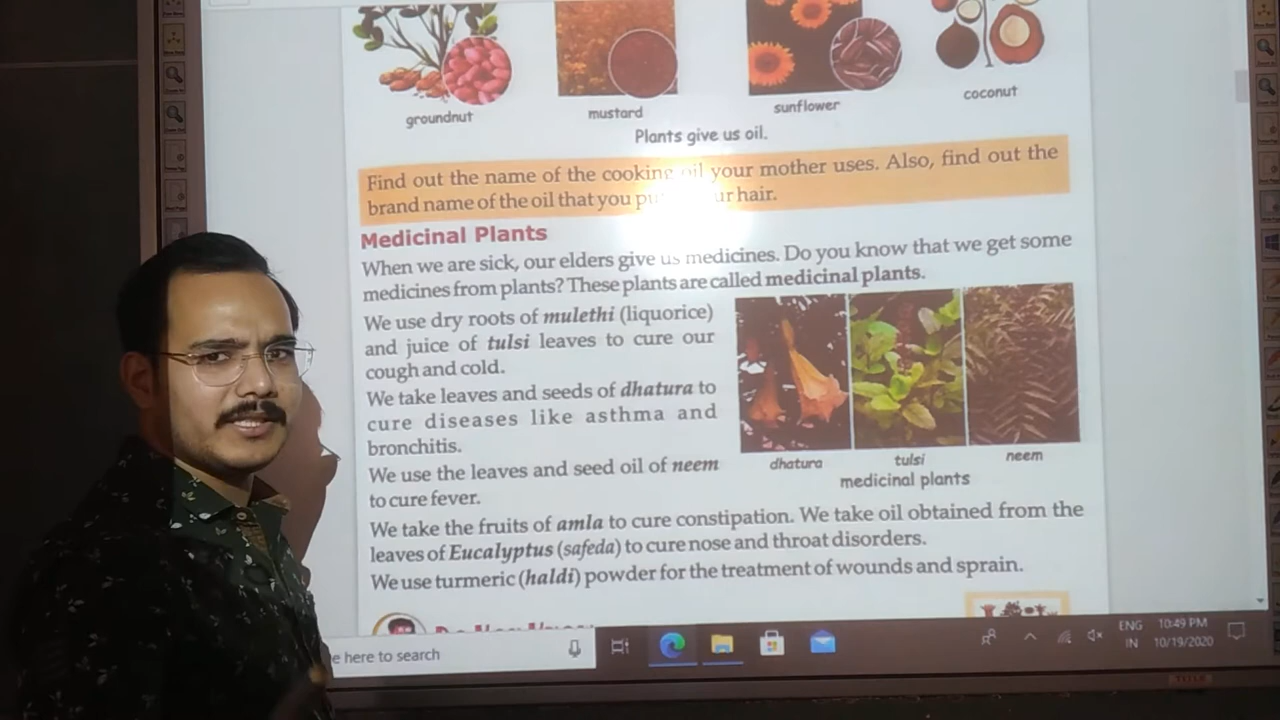 groundnut
mustard
sunflower
coconut
Plants give us oil.
Find out the name of the cooking oil your mother uses. Also, find out the
brand name of the oil that you hair.
Medicinal Plants
When we are sick, our elders give us medicines. Do you know that we get some
medicines from plants? These plants are called medicinal plants.
We use dry roots of mulethi (liquorice)
and juice of tulsi leaves to cure our
cough and cold.
We take leaves and seeds of dhatura to
cure diseases like asthma and
bronchitis.
We use the leaves and seed oil of neem
to cure fever.
dhatura
tulsi
neem
medicinal plants
We take the fruits of amla to cure constipation. We take oil obtained from the
leaves of Eucalyptus (safeda) to cure nose and throat disorders.
We use turmeric (haldi) powder for the treatment of wounds and sprain.
e here to search
ENG
IN
10:49 PM
10/19/2020